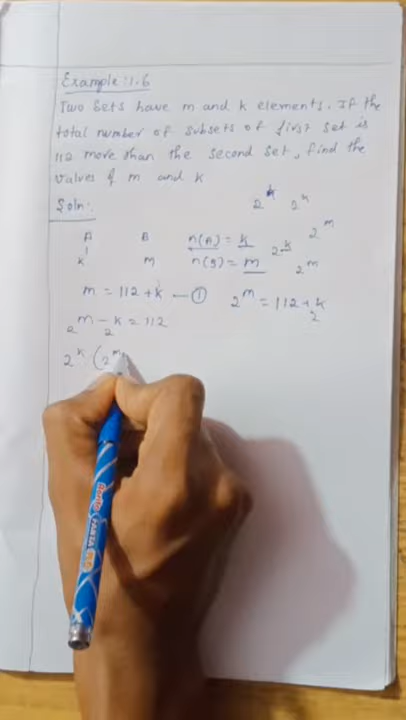 Example: 1.6
Two sets have m and k elements. If the
total number of subsets of first set is
112 more than the second set, find the
values of m and k
Soln:
2^k 2^k
2^m
A B n(A) = k 2^k
k m n(B) = m 2^m
m = 112 + k — ① 2^m = 112 + 2^k
2^m - 2^k = 112
2^k (2^m